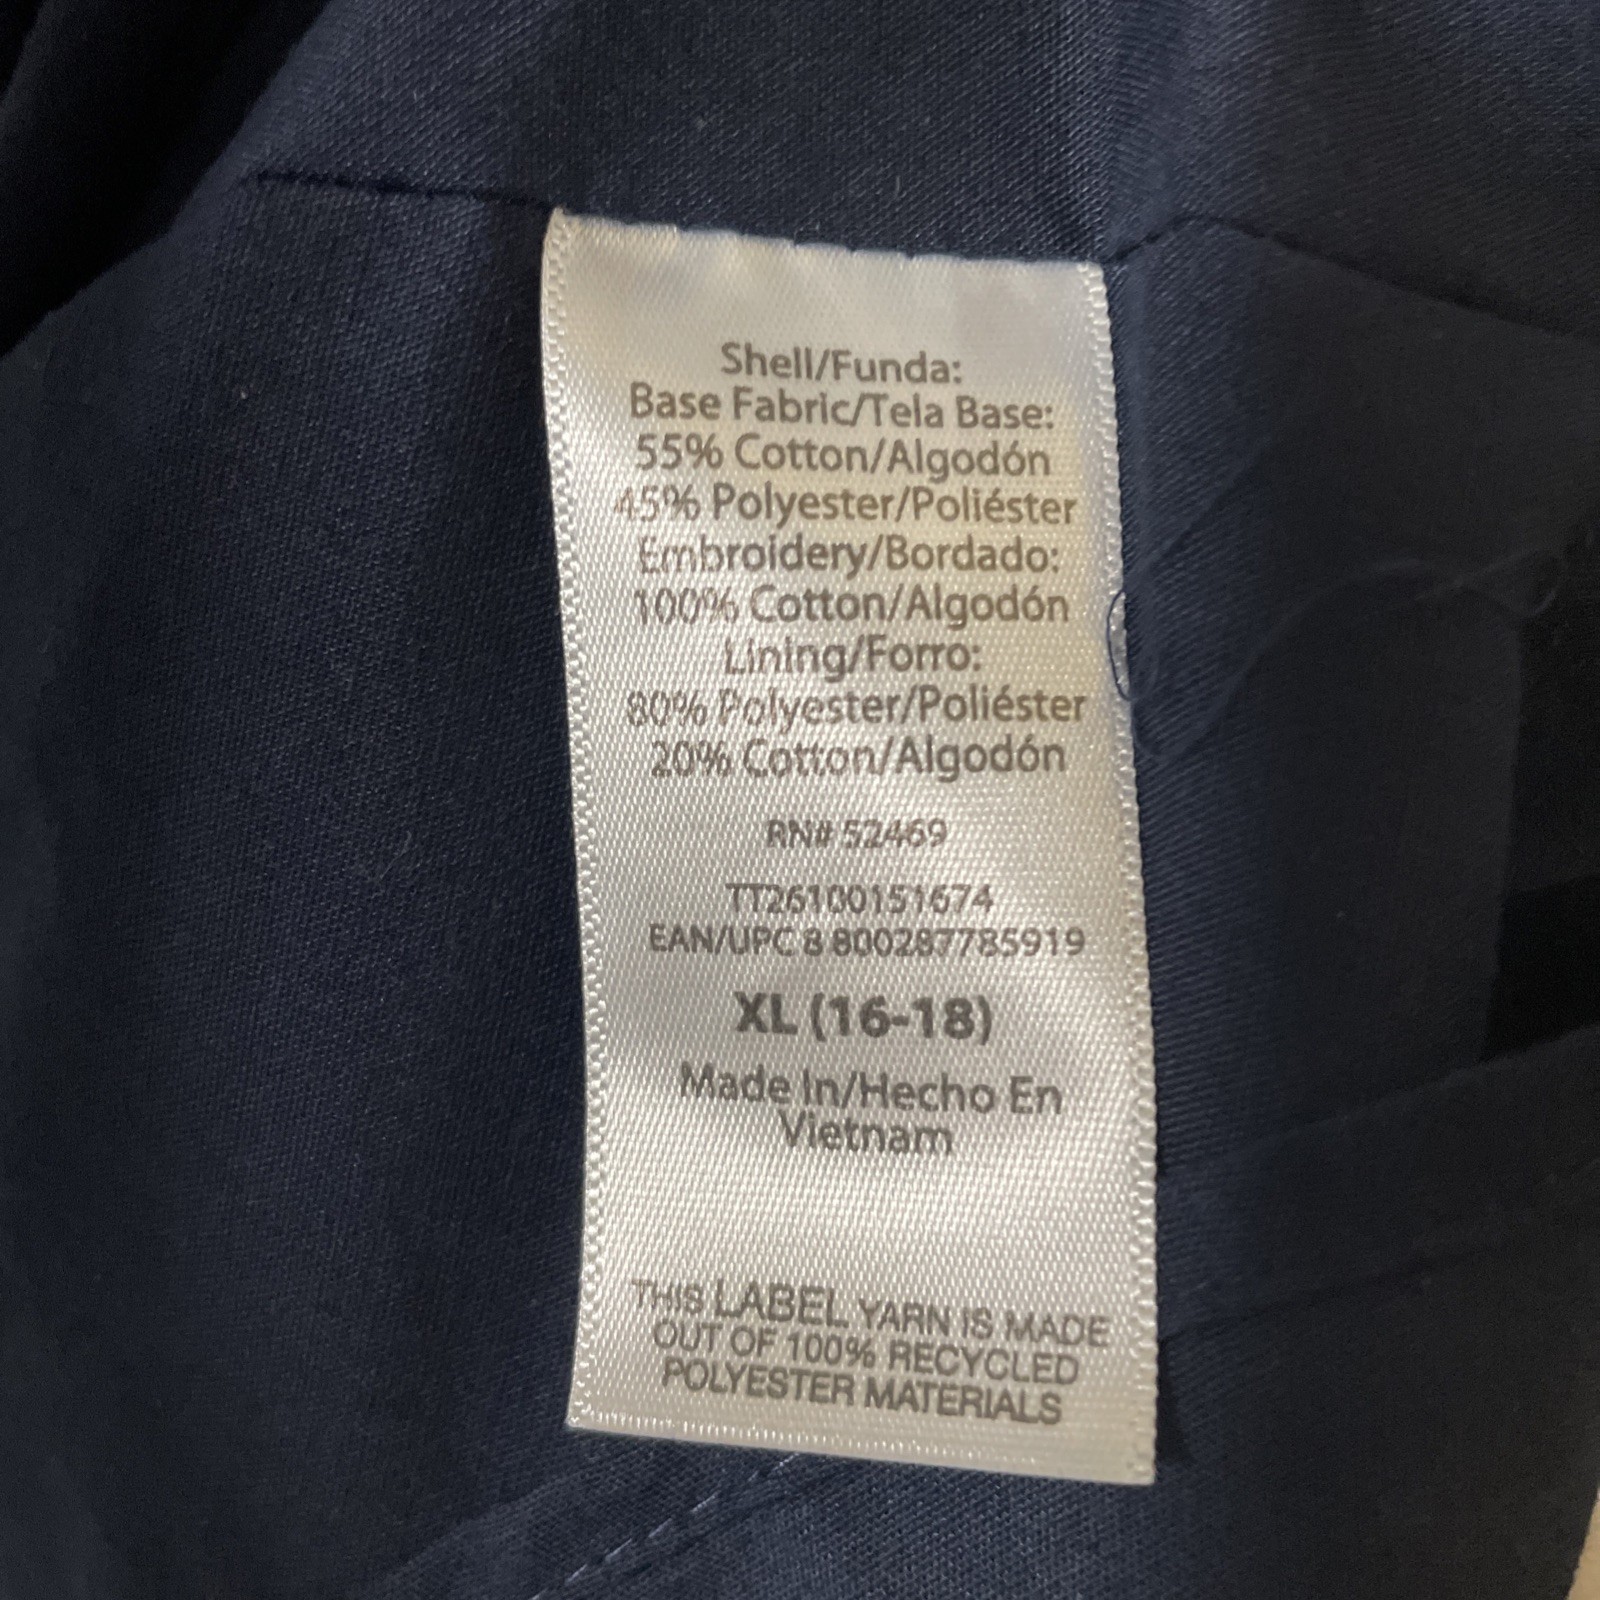 Shell/Funda:
Base Fabric/Tela Base:
55% Cotton/Algodón
45% Polyester/Poliéster
Embroidery/Bordado:
100% Cotton/Algodón
Lining/Forro:
80% Polyester/Poliéster
20% Cotton/Algodón
RN# 52469
TT26100151674
EAN/UPC 8 800287785919
XL (16-18)
Made In/Hecho En
Vietnam
THIS LABEL YARN IS MADE
OUT OF 100% RECYCLED
POLYESTER MATERIALS